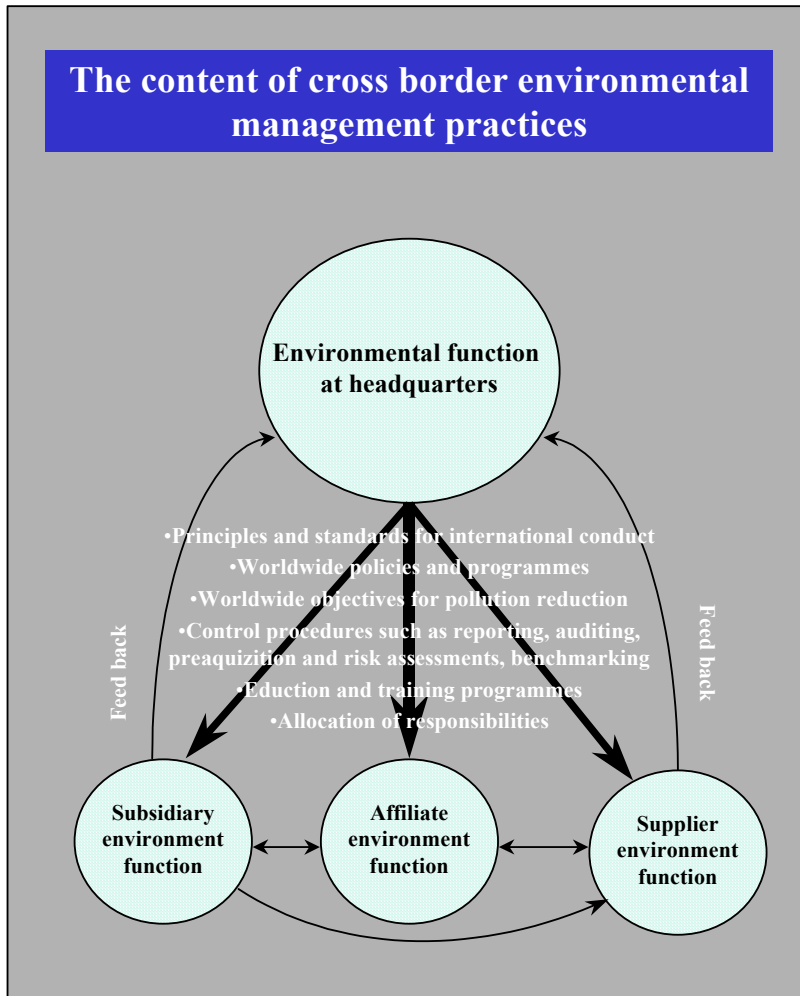 The content of cross border environmental
management practices
Environmental function
at headquarters
•Principles and standards for international conduct
•Worldwide policies and programmes
•Worldwide objectives for pollution reduction
•Control procedures such as reporting, auditing,
preaquizition and risk assessments, benchmarking
•Eduction and training programmes
•Allocation of responsibilities
Feed back
Feed back
Subsidiary
environment
function
Affiliate
environment
function
Supplier
environment
function